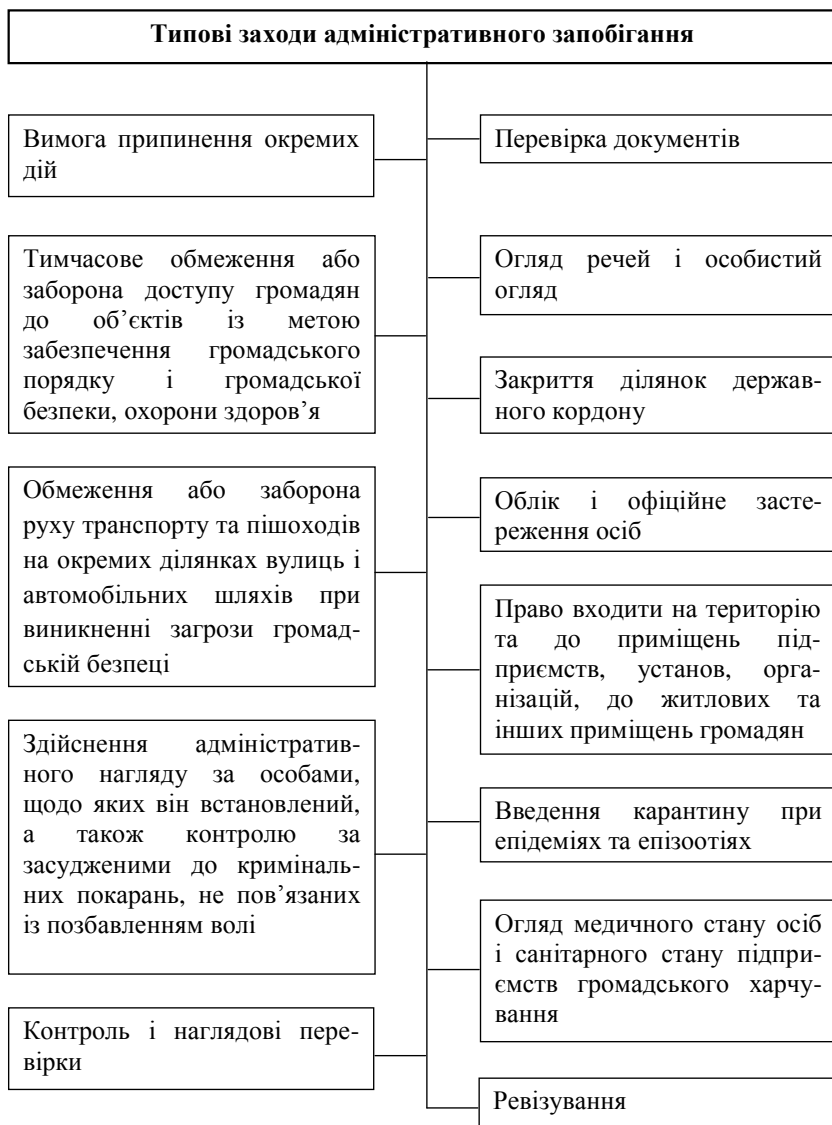 Типові заходи адміністративного запобігання
Вимога припинення окремих
дій
Тимчасове обмеження або
заборона доступу громадян
до об’єктів із метою
забезпечення громадського
порядку і громадської
безпеки, охорони здоров’я
Обмеження або заборона
руху транспорту та пішоходів
на окремих ділянках вулиць і
автомобільних шляхів при
виникненні загрози громад-
ській безпеці
Здійснення адміністратив-
ного нагляду за особами,
щодо яких він встановлений,
а також контролю за
засудженими до криміналь-
них покарань, не пов’язаних
із позбавленням волі
Контроль і наглядові пере-
вірки
Перевірка документів
Огляд речей і особистий
огляд
Закриття ділянок держав-
ного кордону
Облік і офіційне засте-
реження осіб
Право входити на територію
та до приміщень під-
приємств, установ, орга-
нізацій, до житлових та
інших приміщень громадян
Введення карантину при
епідеміях та епізоотіях
Огляд медичного стану осіб
і санітарного стану підпри-
ємств громадського харчу-
вання
Ревізування